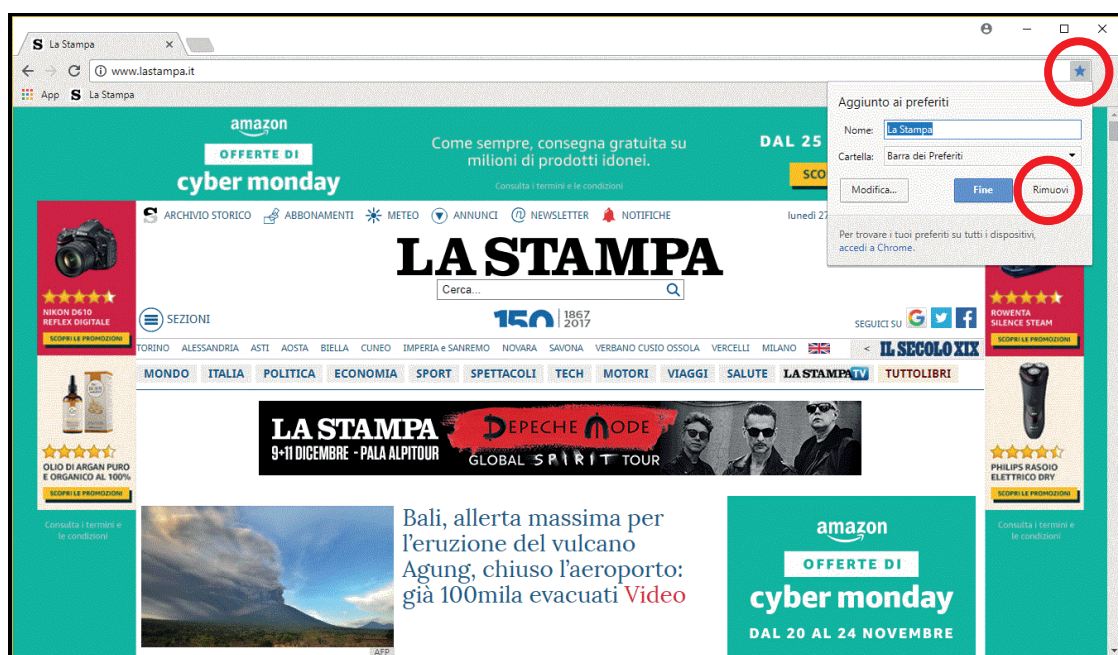 S La Stampa
www.lastampa.it
App S La Stampa
Aggiunto ai preferiti
Nome: La Stampa
Cartella: Barra dei Preferiti
Modifica... Fine Rimuovi
Per trovare i tuoi preferiti su tutti i dispositivi,
accedi a Chrome.
amazon
OFFERTE DI
cyber monday
Come sempre, consegna gratuita su
milioni di prodotti idonei.
Consulta i termini e le condizioni
DAL 25
SCO
S ARCHIVIO STORICO ABBONAMENTI METEO ANNUNCI @ NEWSLETTER NOTIFICHE lunedì 27
LA STAMPA
Cerca...
SEZIONI
150 1867
2017
SEGUICI SU G f
TORINO ALESSANDRIA ASTI AOSTA BIELLA CUNEO IMPERIA e SANREMO NOVARA SAVONA VERBANO CUSIO OSSOLA VERCELLI MILANO < IL SECOLO XIX
MONDO ITALIA POLITICA ECONOMIA SPORT SPETTACOLI TECH MOTORI VIAGGI SALUTE LA STAMPA TV TUTTOLIBRI
NIKON D610
REFLEX DIGITALE
SCOPRI LE PROMOZIONI
OLIO DI ARGAN PURO
E ORGANICO AL 100%
SCOPRI LE PROMOZIONI
Consulta i termini e
le condizioni
LA STAMPA
9+11 DICEMBRE - PALA ALPITOUR
DEPECHE MODE
GLOBAL SPIRIT TOUR
Bali, allerta massima per
l'eruzione del vulcano
Agung, chiuso l'aeroporto:
già 100mila evacuati Video
AFP
amazon
OFFERTE DI
cyber monday
DAL 20 AL 24 NOVEMBRE
ROWENTA
SILENCE STEAM
SCOPRI LE PROMOZIONI
PHILIPS RASOIO
ELETTRICO DRY
SCOPRI LE PROMOZIONI
Consulta i termini e
le condizioni